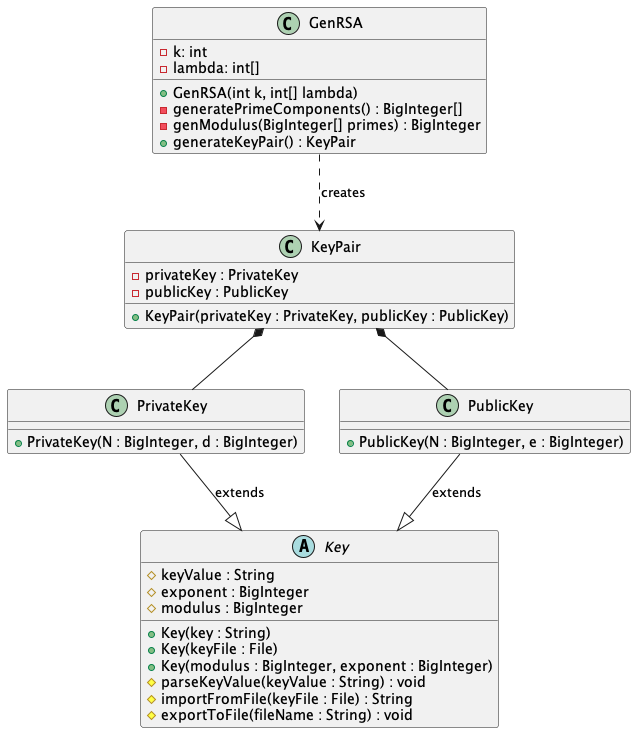 C GenRSA
k: int
lambda: int[]
GenRSA(int k, int[] lambda)
generatePrimeComponents() : BigInteger[]
genModulus(BigInteger[] primes) : BigInteger
generateKeyPair() : KeyPair
creates
C KeyPair
privateKey : PrivateKey
publicKey : PublicKey
KeyPair(privateKey : PrivateKey, publicKey : PublicKey)
C PrivateKey
PrivateKey(N : BigInteger, d : BigInteger)
C PublicKey
PublicKey(N : BigInteger, e : BigInteger)
extends
extends
A Key
keyValue : String
exponent : BigInteger
modulus : BigInteger
Key(key : String)
Key(keyFile : File)
Key(modulus : BigInteger, exponent : BigInteger)
parseKeyValue(keyValue : String) : void
importFromFile(keyFile : File) : String
exportToFile(fileName : String) : void